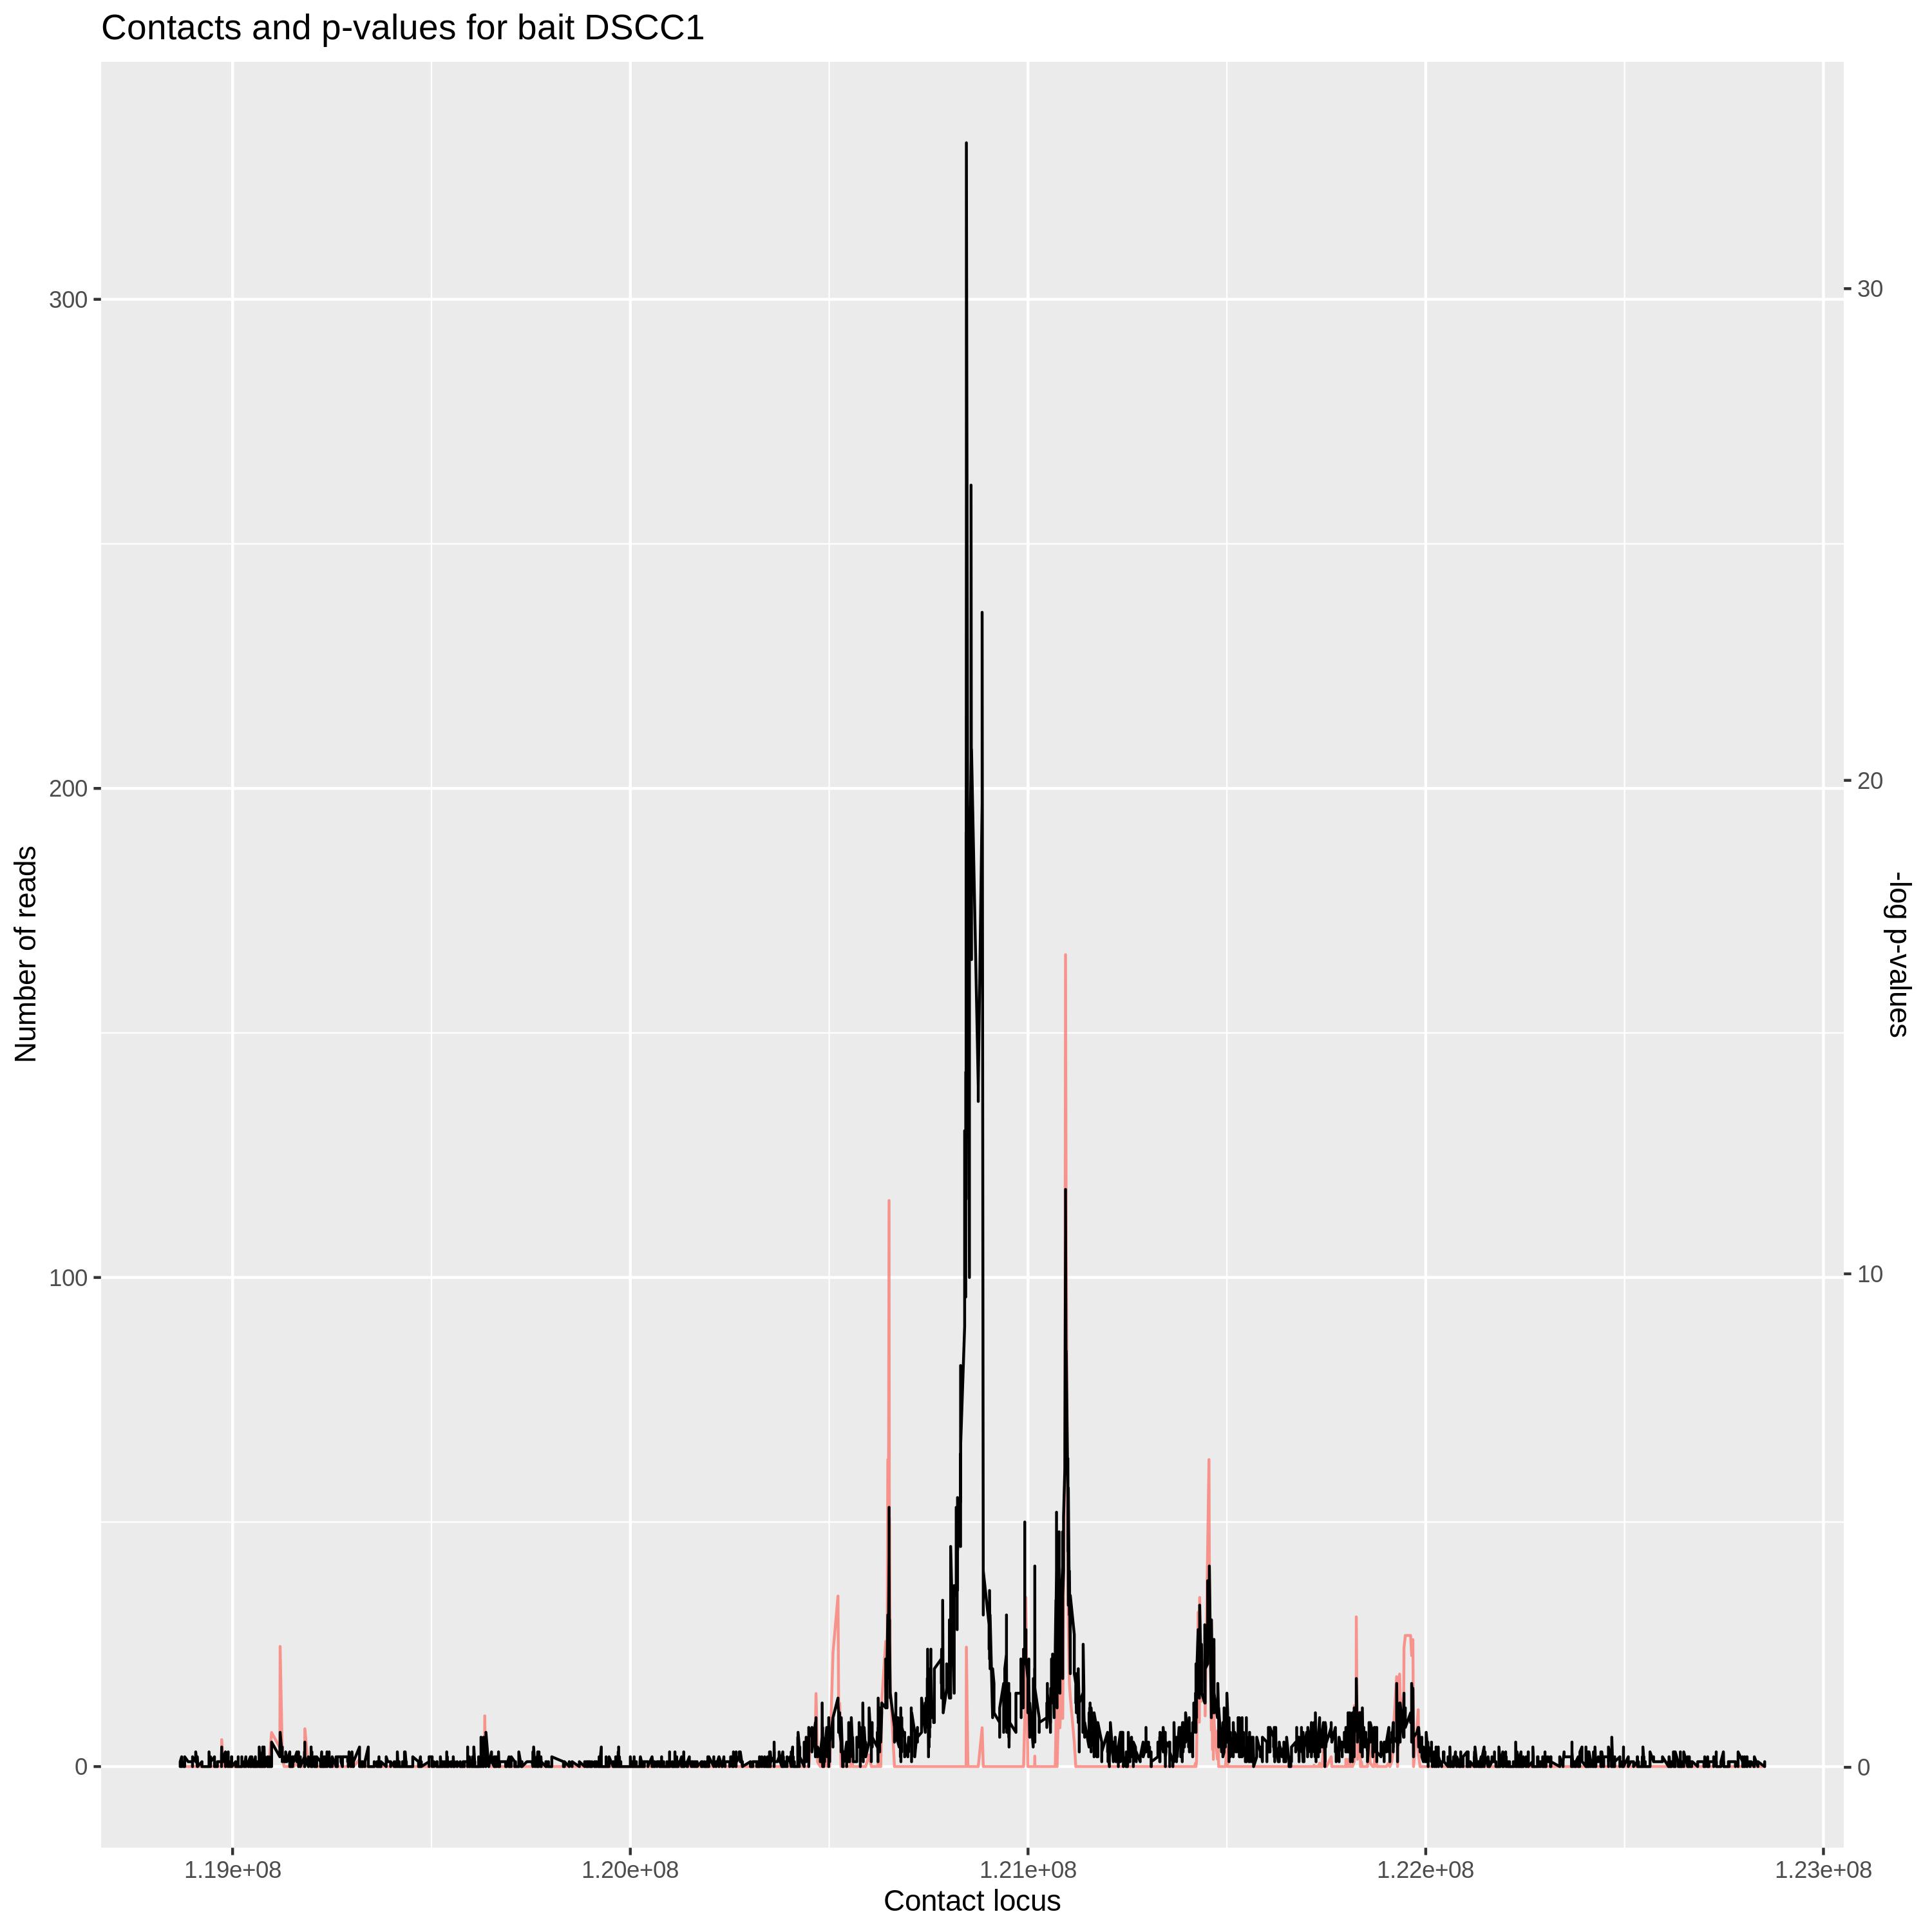 Contacts and p-values for bait DSCC1
300
200
100
0
Number of reads
30
20
10
0
-log p-values
1.19e+08 1.20e+08 1.21e+08 1.22e+08 1.23e+08
Contact locus